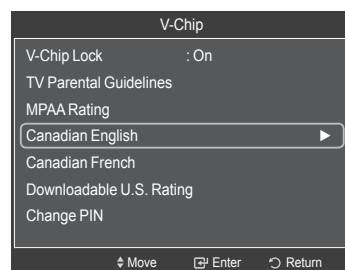 V-Chip
V-Chip Lock : On
TV Parental Guidelines
MPAA Rating
Canadian English
Canadian French
Downloadable U.S. Rating
Change PIN
Move Enter Return